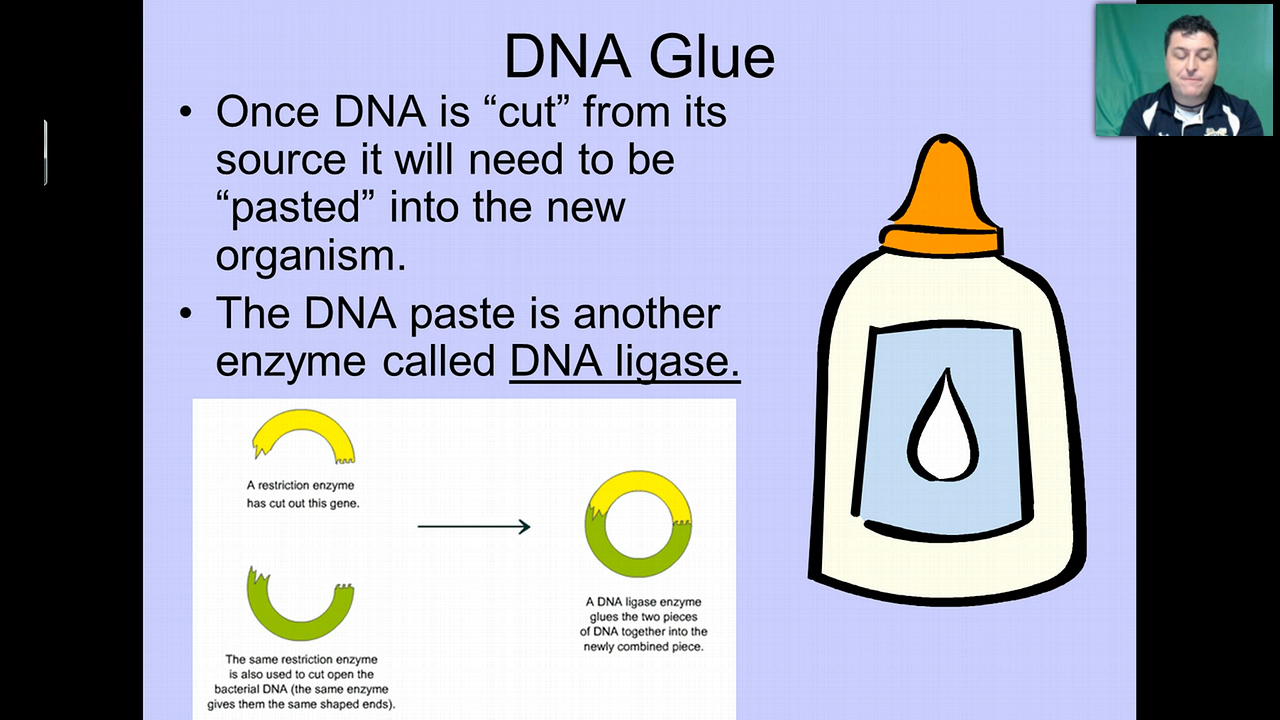 DNA Glue
• Once DNA is “cut” from its
source it will need to be
“pasted” into the new
organism.
• The DNA paste is another
enzyme called DNA ligase.
A restriction enzyme
has cut out this gene.
The same restriction enzyme
is also used to cut open the
bacterial DNA (the same enzyme
gives them the same shaped ends).
A DNA ligase enzyme
glues the two pieces
of DNA together into the
newly combined piece.